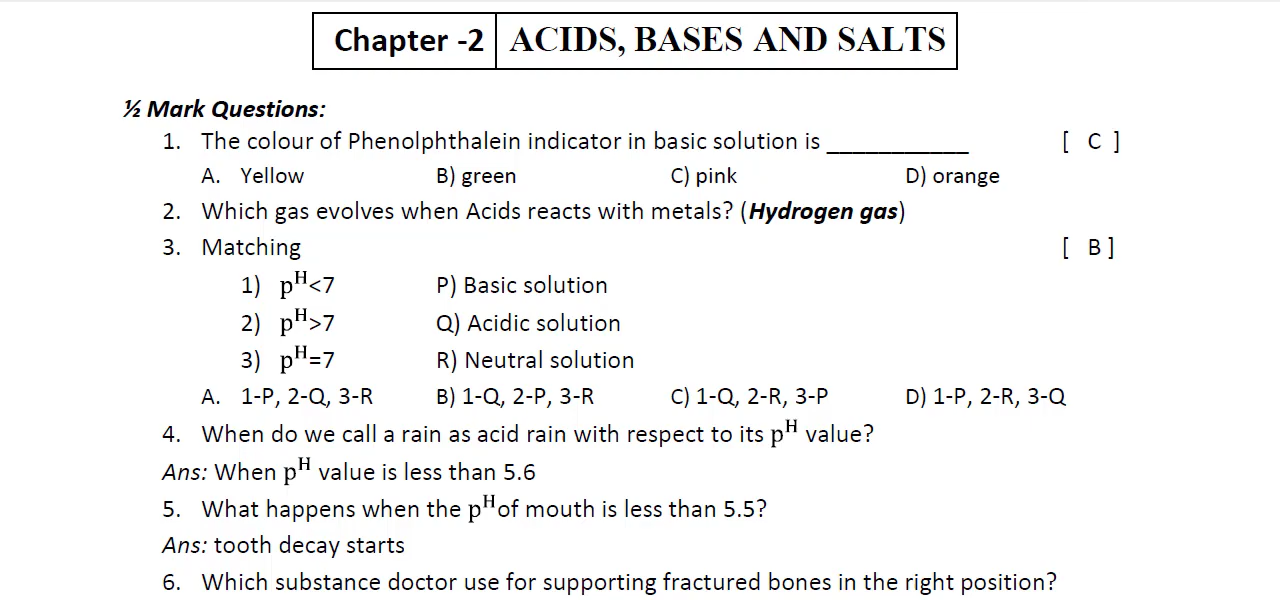 Chapter -2 ACIDS, BASES AND SALTS
½ Mark Questions:
1. The colour of Phenolphthalein indicator in basic solution is ___________ [ C ]
A. Yellow B) green C) pink D) orange
2. Which gas evolves when Acids reacts with metals? (Hydrogen gas)
3. Matching [ B ]
1) pᴴ<7 P) Basic solution
2) pᴴ>7 Q) Acidic solution
3) pᴴ=7 R) Neutral solution
A. 1-P, 2-Q, 3-R B) 1-Q, 2-P, 3-R C) 1-Q, 2-R, 3-P D) 1-P, 2-R, 3-Q
4. When do we call a rain as acid rain with respect to its pᴴ value?
Ans: When pᴴ value is less than 5.6
5. What happens when the pᴴof mouth is less than 5.5?
Ans: tooth decay starts
6. Which substance doctor use for supporting fractured bones in the right position?